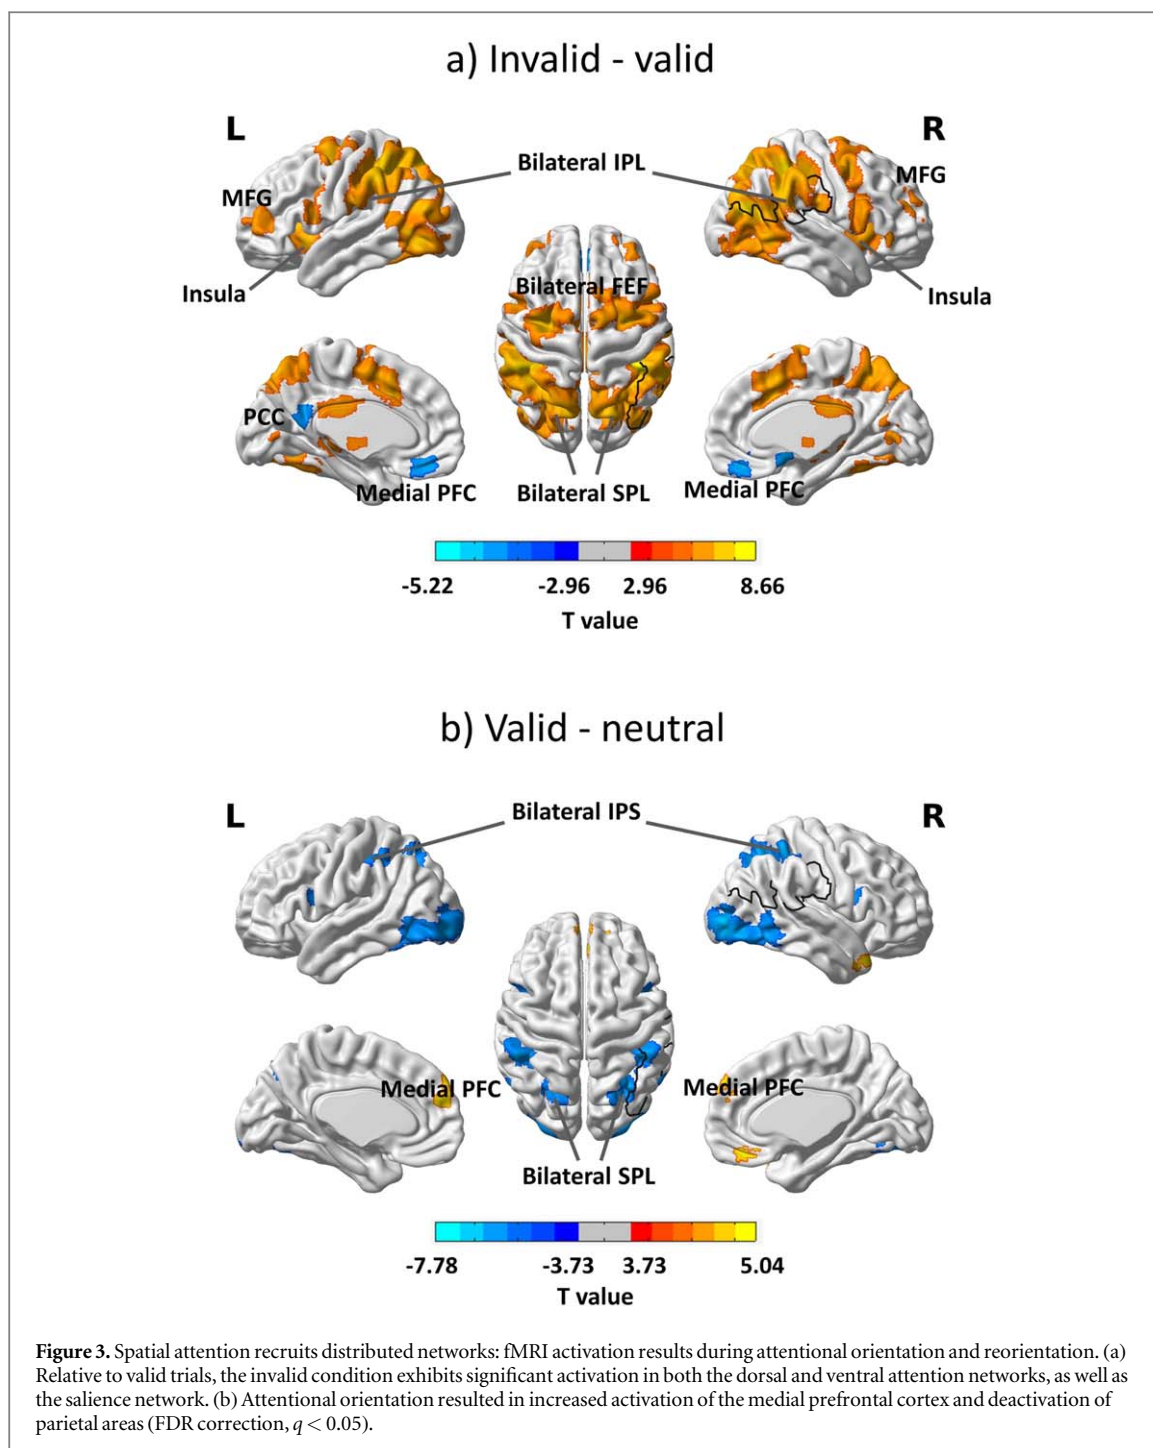 a) Invalid - valid
L
R
Bilateral IPL
MFG
MFG
Insula
Bilateral FEF
Insula
PCC
Medial PFC
Bilateral SPL
Medial PFC
-5.22
-2.96
2.96
8.66
T value
b) Valid - neutral
L
Bilateral IPS
R
Medial PFC
Medial PFC
Bilateral SPL
-7.78
-3.73
3.73
5.04
T value
Figure 3. Spatial attention recruits distributed networks: fMRI activation results during attentional orientation and reorientation. (a)
Relative to valid trials, the invalid condition exhibits significant activation in both the dorsal and ventral attention networks, as well as
the salience network. (b) Attentional orientation resulted in increased activation of the medial prefrontal cortex and deactivation of
parietal areas (FDR correction, q < 0.05).